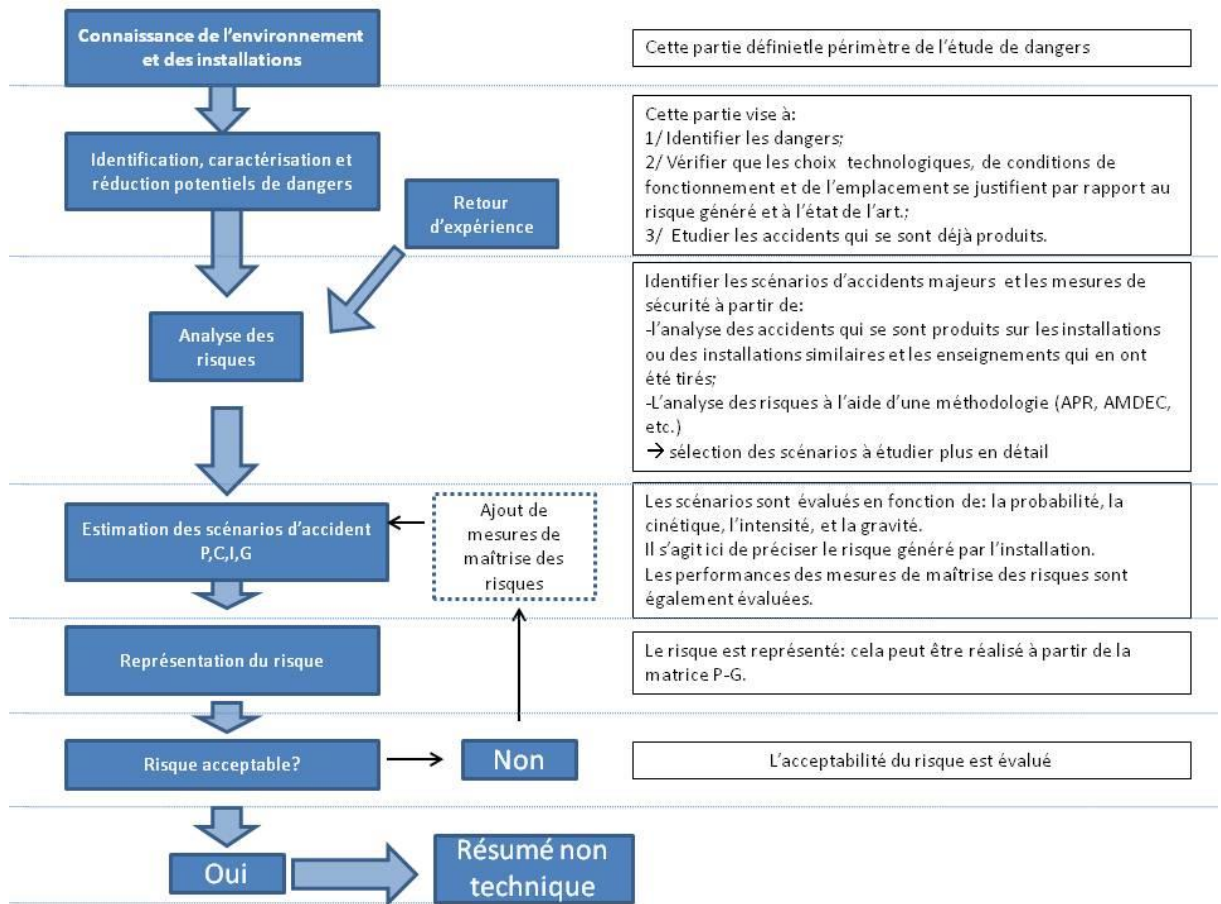 Connaissance de l'environnement
et des installations
Cette partie définietle périmètre de l'étude de dangers
Identification, caractérisation et
réduction potentiels de dangers
Cette partie vise à:
1/ Identifier les dangers;
2/ Vérifier que les choix technologiques, de conditions de
fonctionnement et de l'emplacement se justifient par rapport au
risque généré et à l'état de l'art.;
3/ Etudier les accidents qui se sont déjà produits.
Retour
d'expérience
Analyse des
risques
Identifier les scénarios d'accidents majeurs et les mesures de
sécurité à partir de:
-l'analyse des accidents qui se sont produits sur les installations
ou des installations similaires et les enseignements qui en ont
été tirés;
-L'analyse des risques à l'aide d'une méthodologie (APR, AMDEC,
etc.)
→ sélection des scénarios à étudier plus en détail
Estimation des scénarios d'accident
P,C,I,G
Ajout de
mesures de
maîtrise des
risques
Les scénarios sont évalués en fonction de: la probabilité, la
cinétique, l'intensité, et la gravité.
Il s'agit ici de préciser le risque généré par l'installation.
Les performances des mesures de maîtrise des risques sont
également évaluées.
Représentation du risque
Le risque est représenté: cela peut être réalisé à partir de la
matrice P-G.
Risque acceptable?
Non
L'acceptabilité du risque est évalué
Oui
Résumé non
technique